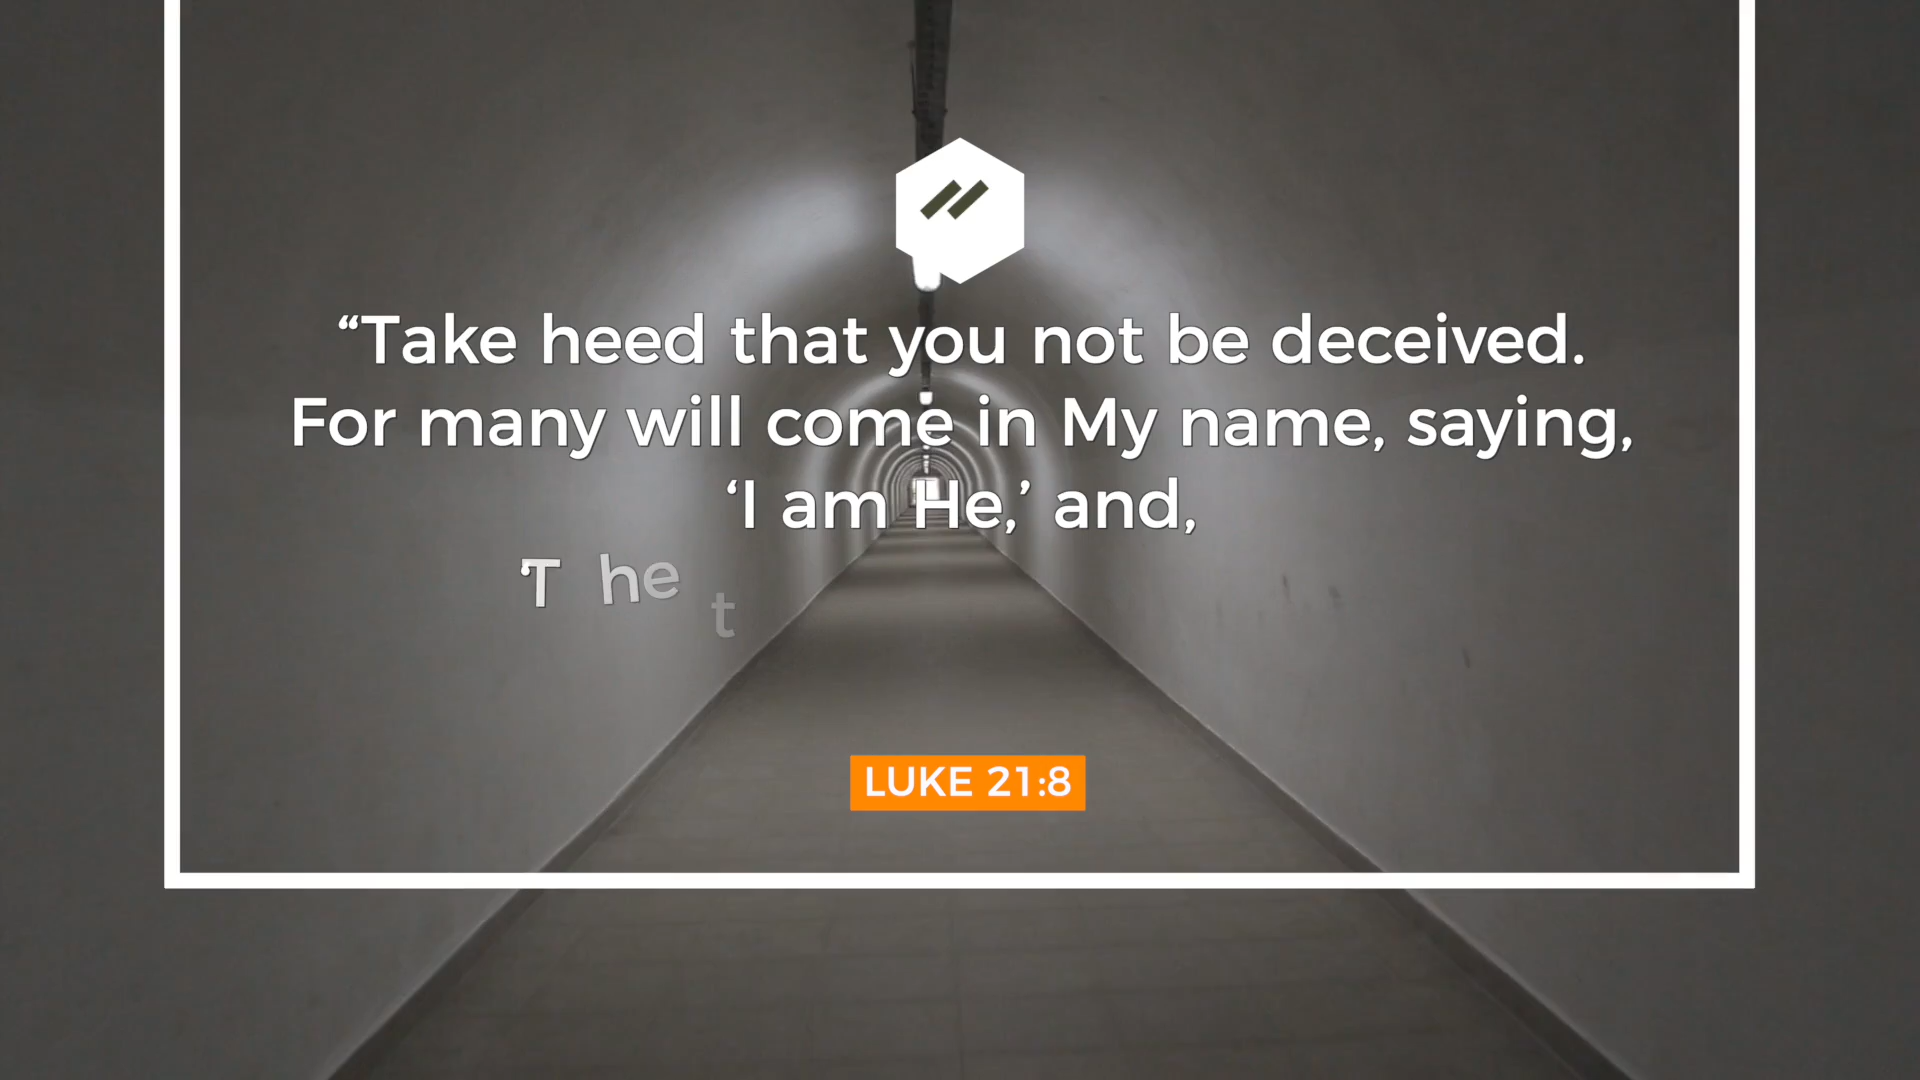 “Take heed that you not be deceived.
For many will come in My name, saying,
‘I am He,’ and,
‘The t
LUKE 21:8